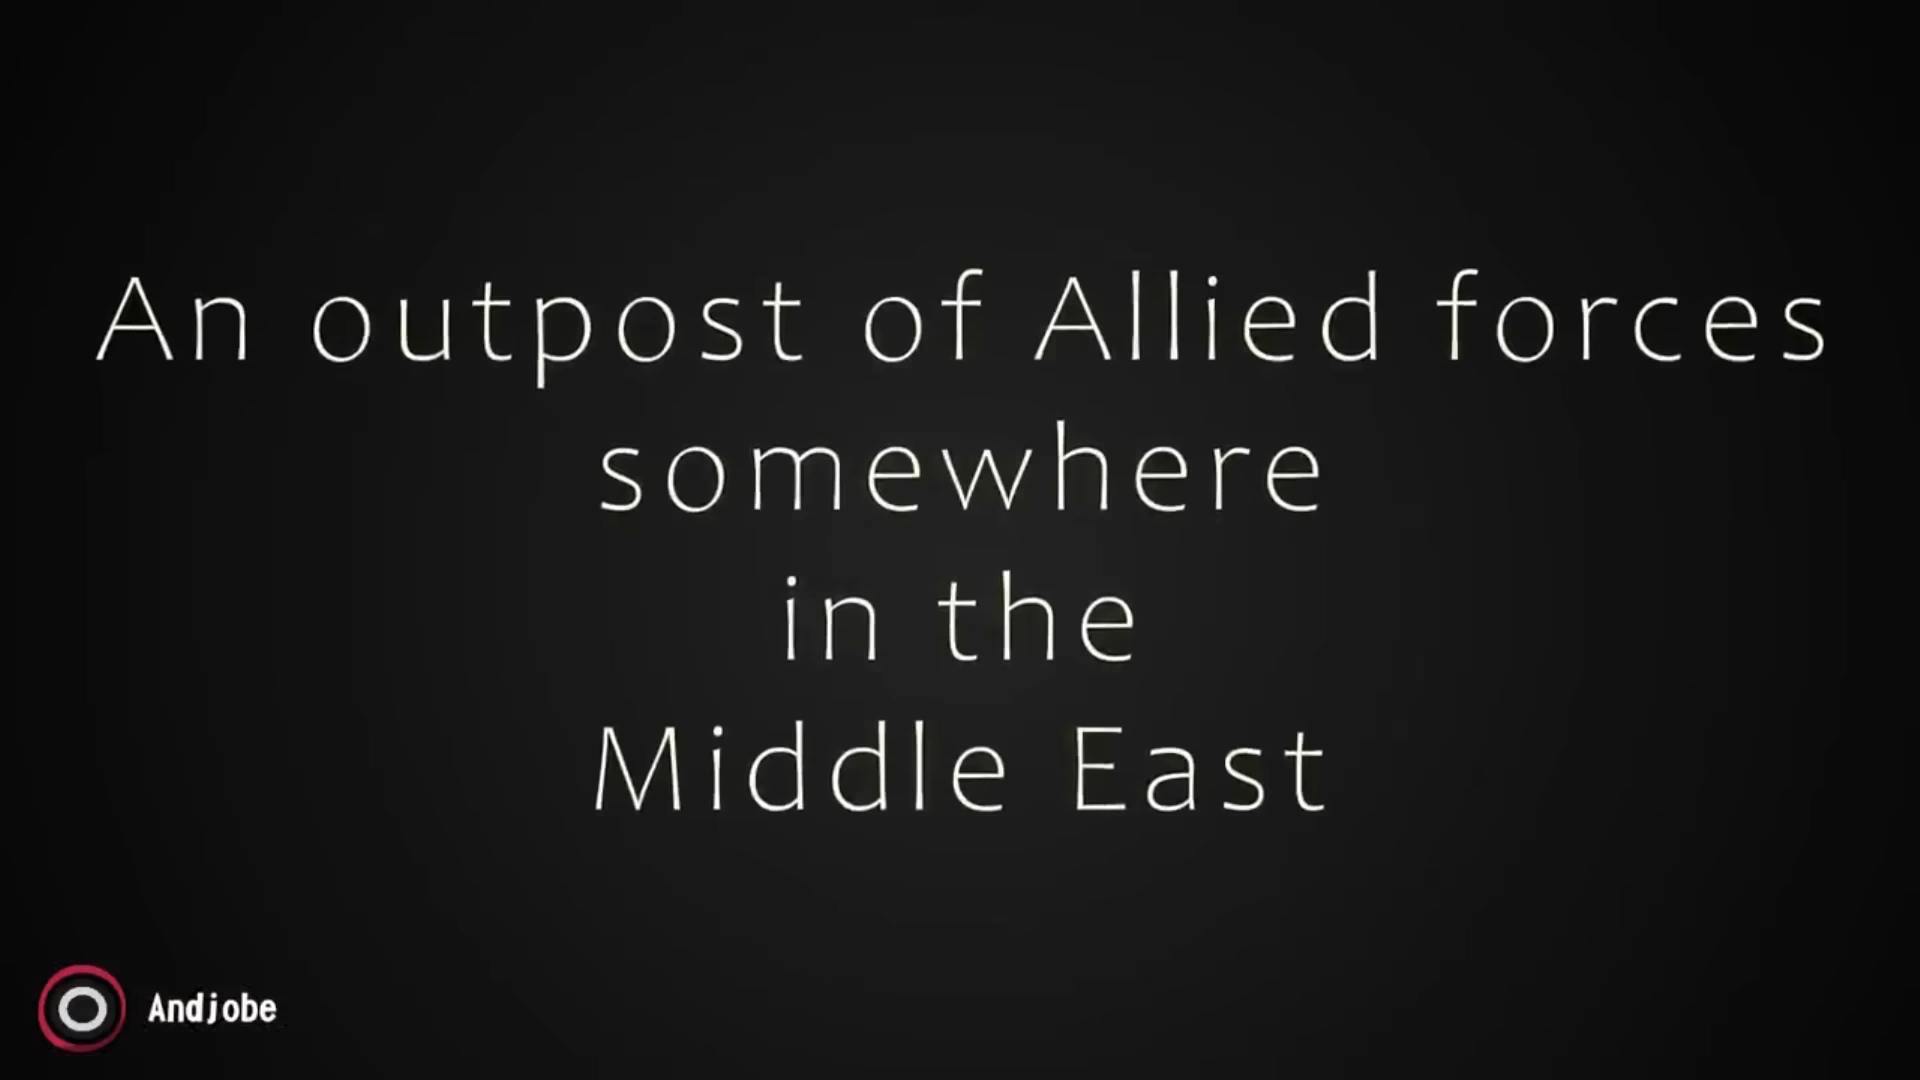 An outpost of Allied forces
somewhere
in the
Middle East
Andjobe